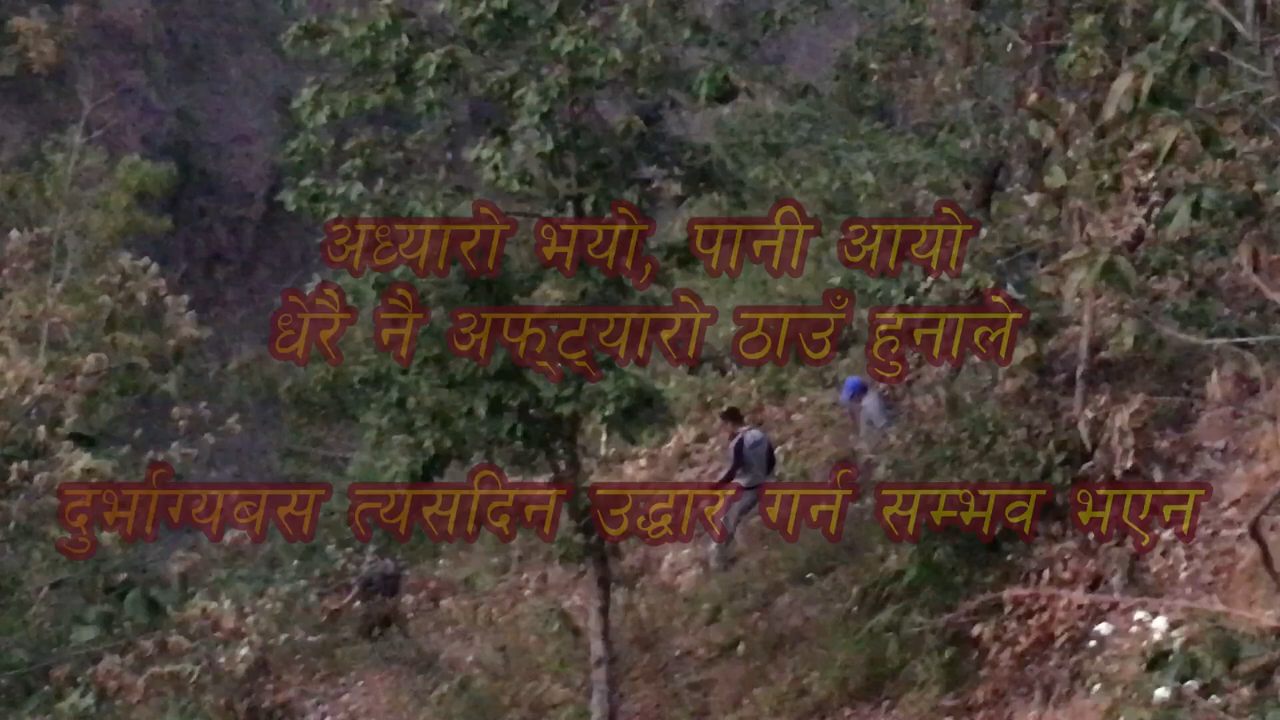 अध्यारो भयो, पानी आयो
धेरै नै अफ्ट्यारो ठाउँ हुनाले
दुर्भाग्यबस त्यसदिन उद्धार गर्न सम्भव भएन